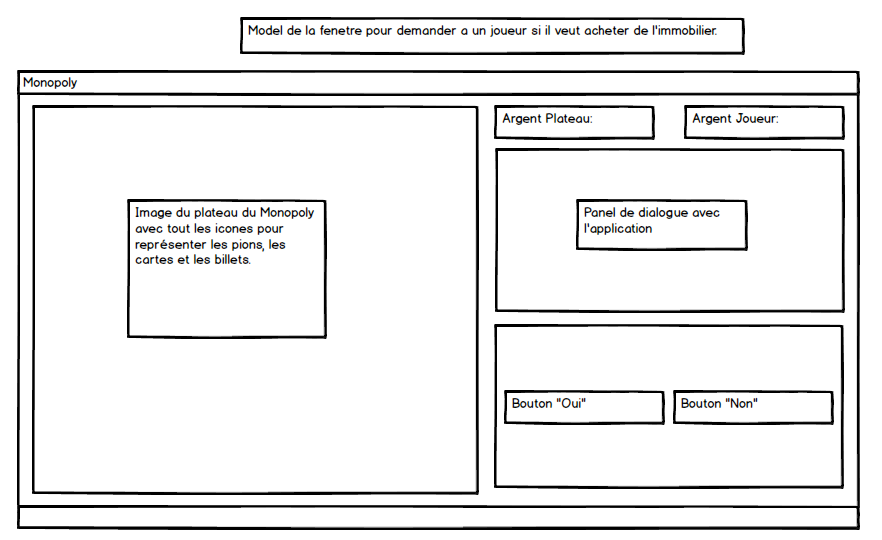 Model de la fenetre pour demander a un joueur si il veut acheter de l'immobilier.
Monopoly
Argent Plateau:
Argent Joueur:
Image du plateau du Monopoly
avec tout les icones pour
représenter les pions, les
cartes et les billets.
Panel de dialogue avec
l'application
Bouton "Oui"
Bouton "Non"